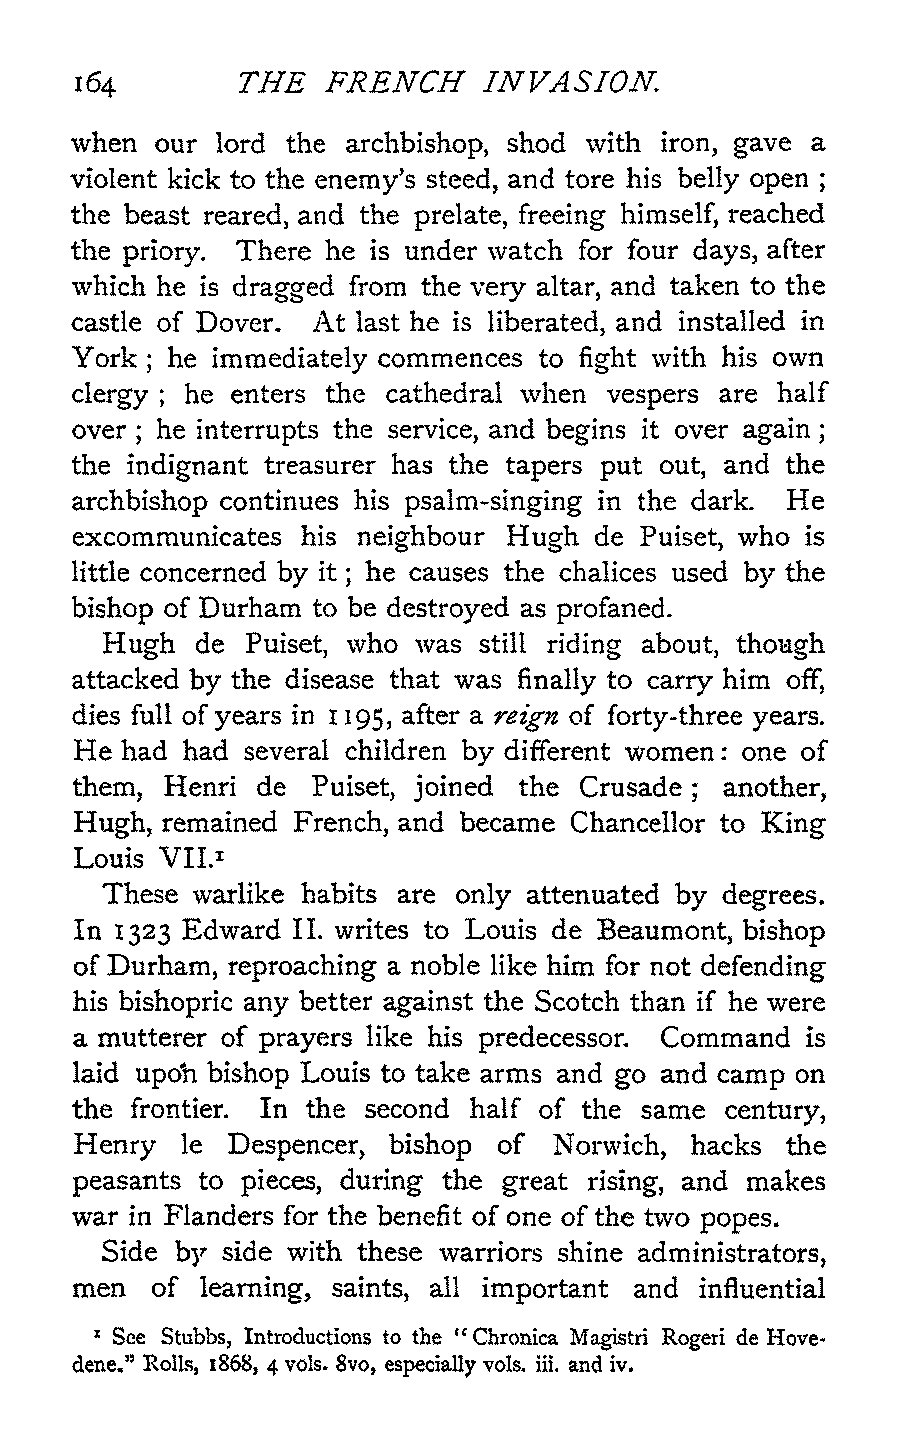 164 THE FRENCH INVASION.
when our lord the archbishop, shod with iron, gave a
violent kick to the enemy's steed, and tore his belly open ;
the beast reared, and the prelate, freeing himself, reached
the priory. There he is under watch for four days, after
which he is dragged from the very altar, and taken to the
castle of Dover. At last he is liberated, and installed in
York ; he immediately commences to fight with his own
clergy ; he enters the cathedral when vespers are half
over ; he interrupts the service, and begins it over again ;
the indignant treasurer has the tapers put out, and the
archbishop continues his psalm-singing in the dark. He
excommunicates his neighbour Hugh de Puiset, who is
little concerned by it ; he causes the chalices used by the
bishop of Durham to be destroyed as profaned.
Hugh de Puiset, who was still riding about, though
attacked by the disease that was finally to carry him off,
dies full of years in 1195, after a reign of forty-three years.
He had had several children by different women : one of
them, Henri de Puiset, joined the Crusade ; another,
Hugh, remained French, and became Chancellor to King
Louis VII.¹
These warlike habits are only attenuated by degrees.
In 1323 Edward II. writes to Louis de Beaumont, bishop
of Durham, reproaching a noble like him for not defending
his bishopric any better against the Scotch than if he were
a mutterer of prayers like his predecessor. Command is
laid upon bishop Louis to take arms and go and camp on
the frontier. In the second half of the same century,
Henry le Despencer, bishop of Norwich, hacks the
peasants to pieces, during the great rising, and makes
war in Flanders for the benefit of one of the two popes.
Side by side with these warriors shine administrators,
men of learning, saints, all important and influential
¹ See Stubbs, Introductions to the "Chronica Magistri Rogeri de Hove-
dene." Rolls, 1868, 4 vols. 8vo, especially vols. iii. and iv.